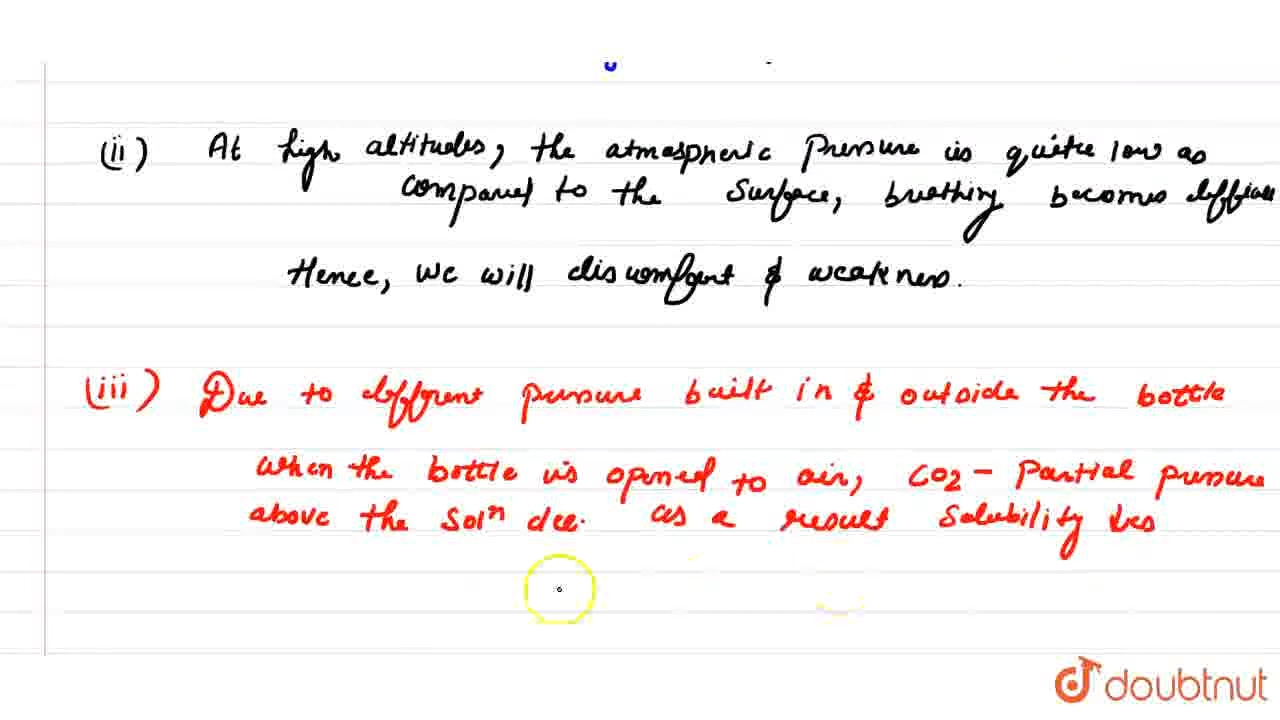 (ii) At high altitudes, the atmospheric pressure is quite low as
compared to the surface, breathing becomes
Hence, we will discomfort & weakness.
(iii) Due to different pressure built in & outside the bottle
when the bottle is opened to air, CO2 - Partial pressure
above the solⁿ dec. as a result solubility ↓es
doubtnut